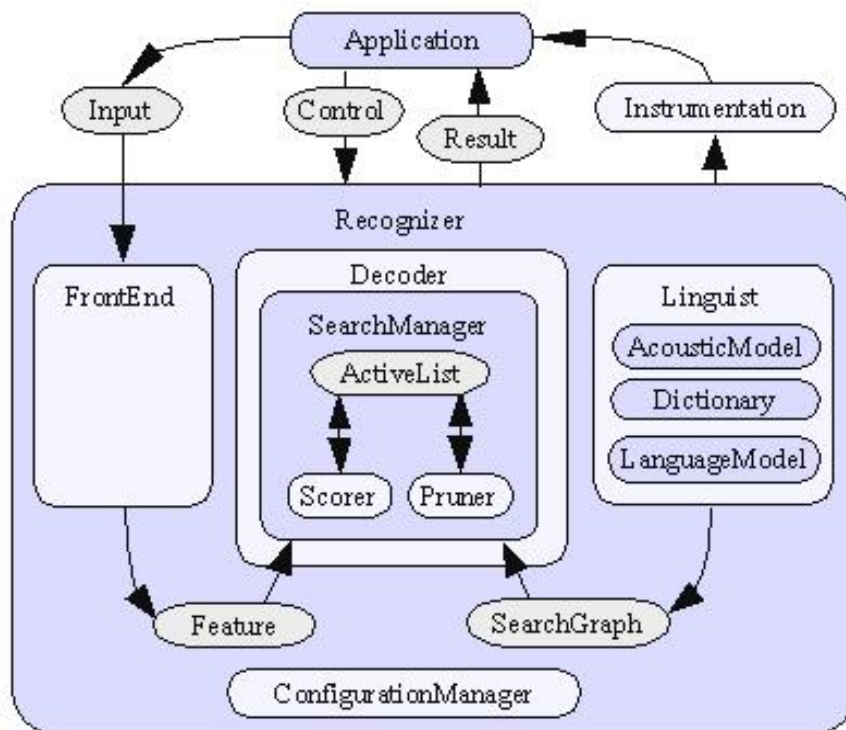 Application
Input
Control
Result
Instrumentation
Recognizer
FrontEnd
Decoder
SearchManager
ActiveList
Scorer
Pruner
Linguist
AcousticModel
Dictionary
LanguageModel
Feature
SearchGraph
ConfigurationManager